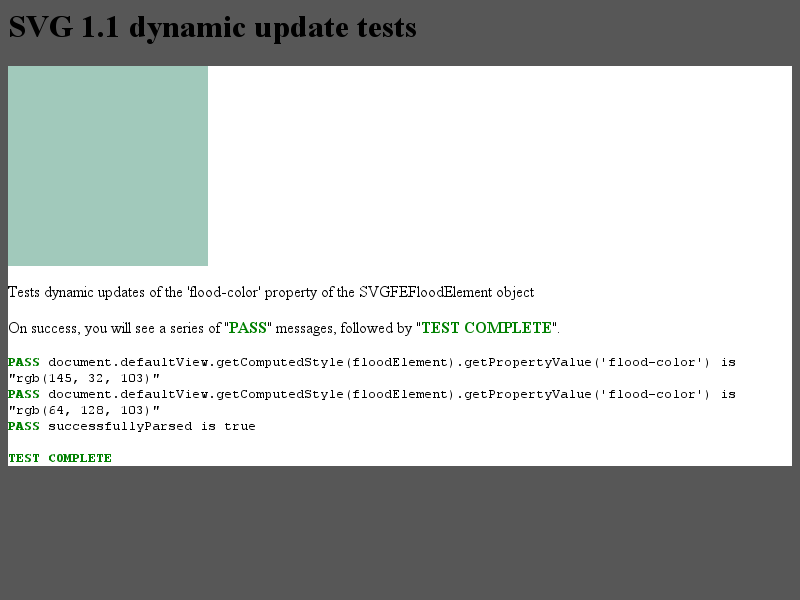 SVG 1.1 dynamic update tests
Tests dynamic updates of the 'flood-color' property of the SVGFEFloodElement object
On success, you will see a series of "PASS" messages, followed by "TEST COMPLETE".
PASS document.defaultView.getComputedStyle(floodElement).getPropertyValue('flood-color') is
"rgb(145, 32, 103)"
PASS document.defaultView.getComputedStyle(floodElement).getPropertyValue('flood-color') is
"rgb(64, 128, 103)"
PASS successfullyParsed is true
TEST COMPLETE